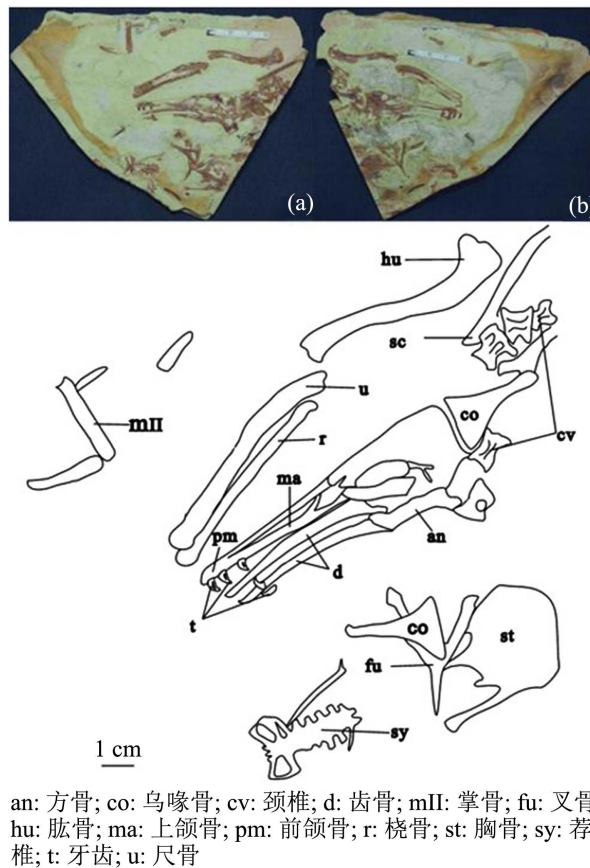 (a)
(b)
hu
sc
u
mII
co
cv
r
ma
an
pm
d
t
co
st
fu
sy
1 cm
an: 方骨; co: 乌喙骨; cv: 颈椎; d: 齿骨; mII: 掌骨; fu: 叉骨
hu: 肱骨; ma: 上颌骨; pm: 前颌骨; r: 桡骨; st: 胸骨; sy: 荐
椎; t: 牙齿; u: 尺骨